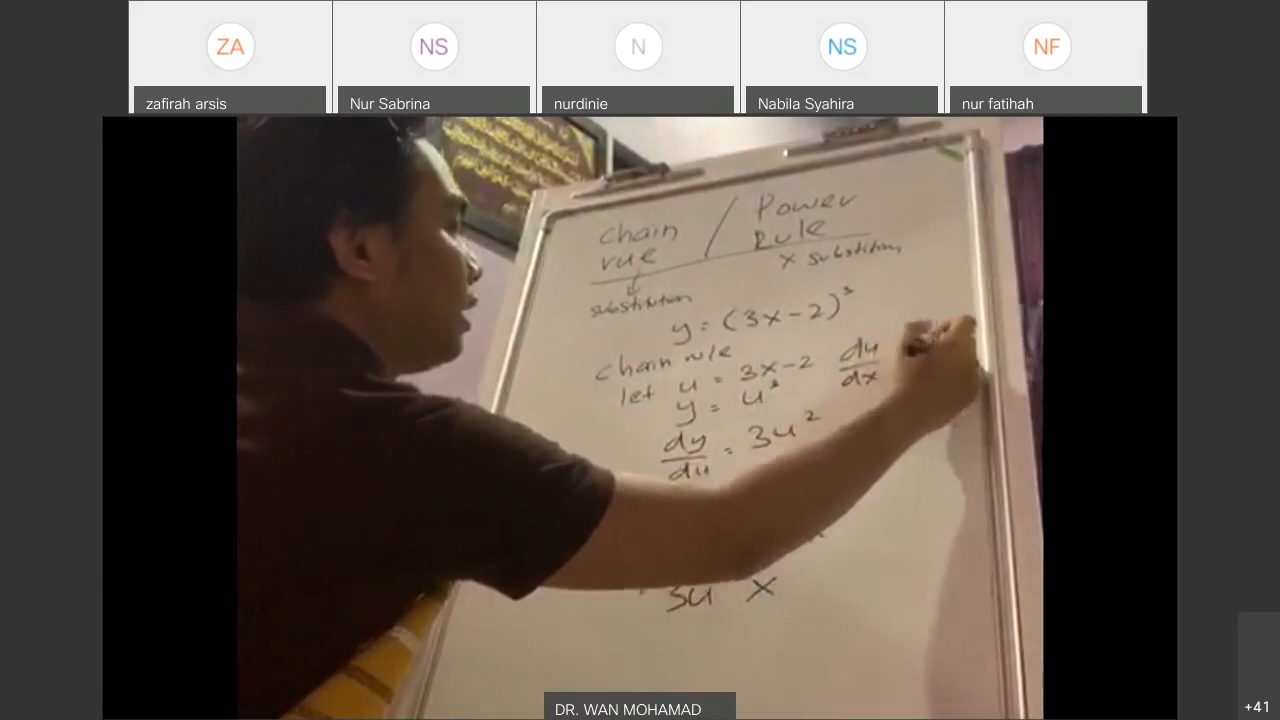 ZA
NS
N
NS
NF
zafirah arsis
Nur Sabrina
nurdinie
Nabila Syahira
nur fatihah
chain / Power
rue Rule
substitution
x substitution
y = (3x-2)³
chain rule
let u = 3x-2 du/dx
y = u³
dy/du = 3u²
3u x
DR. WAN MOHAMAD
+41